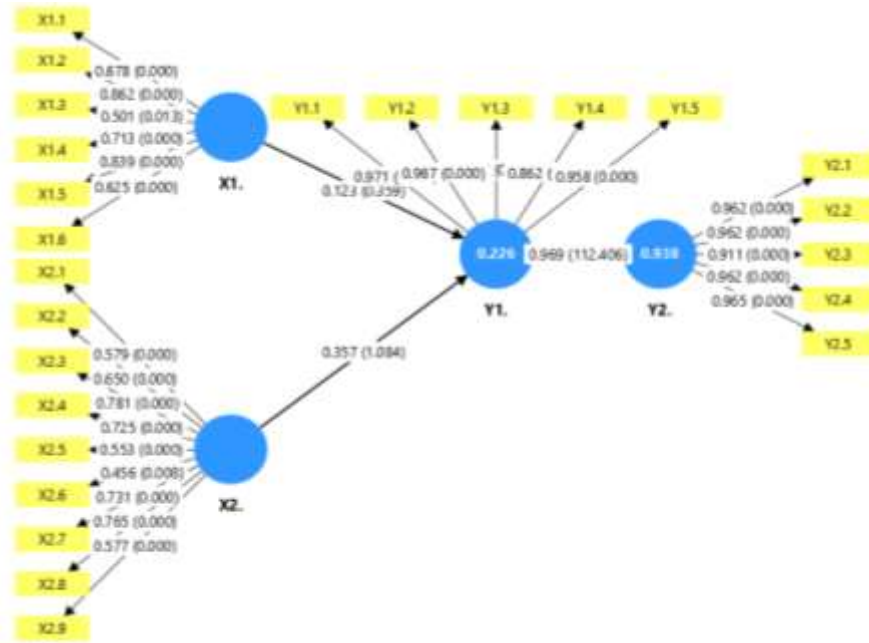 X1.1
X1.2
X1.3
X1.4
X1.5
X1.6
0.878 (0.000)
0.862 (0.000)
0.501 (0.013)
0.713 (0.000)
0.839 (0.000)
0.625 (0.000)
X1.
Y1.1
Y1.2
Y1.3
Y1.4
Y1.5
0.971 (
0.987 (0.000)
0.862 (
0.958 (0.000)
0.123 (0.359)
0.226
Y1.
0.969 (112.406)
0.938
Y2.
Y2.1
Y2.2
Y2.3
Y2.4
Y2.5
0.962 (0.000)
0.962 (0.000)
0.911 (0.000)
0.962 (0.000)
0.965 (0.000)
X2.1
X2.2
X2.3
X2.4
X2.5
X2.6
X2.7
X2.8
X2.9
0.579 (0.000)
0.650 (0.000)
0.781 (0.000)
0.725 (0.000)
0.553 (0.000)
0.456 (0.008)
0.731 (0.000)
0.765 (0.000)
0.577 (0.000)
X2.
0.357 (1.084)